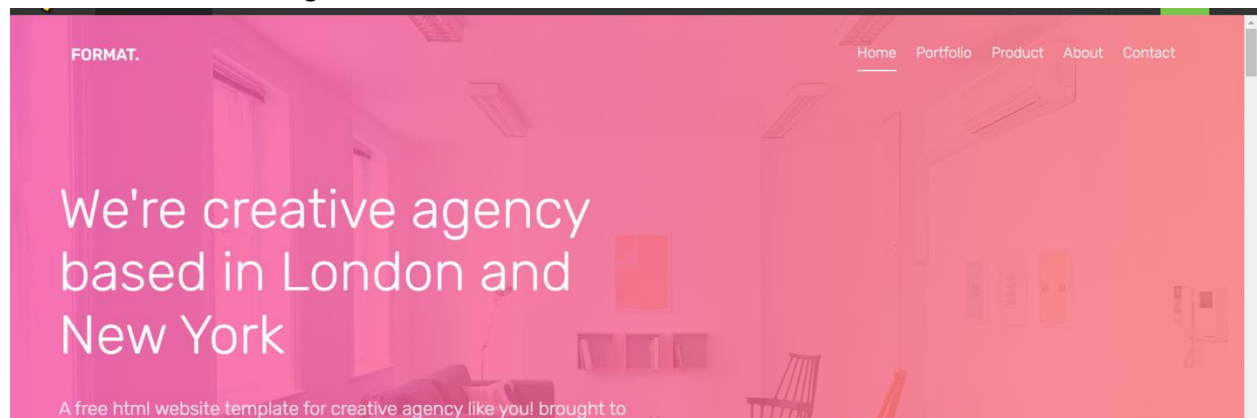 FORMAT.
Home Portfolio Product About Contact
We're creative agency
based in London and
New York
A free html website template for creative agency like you! brought to